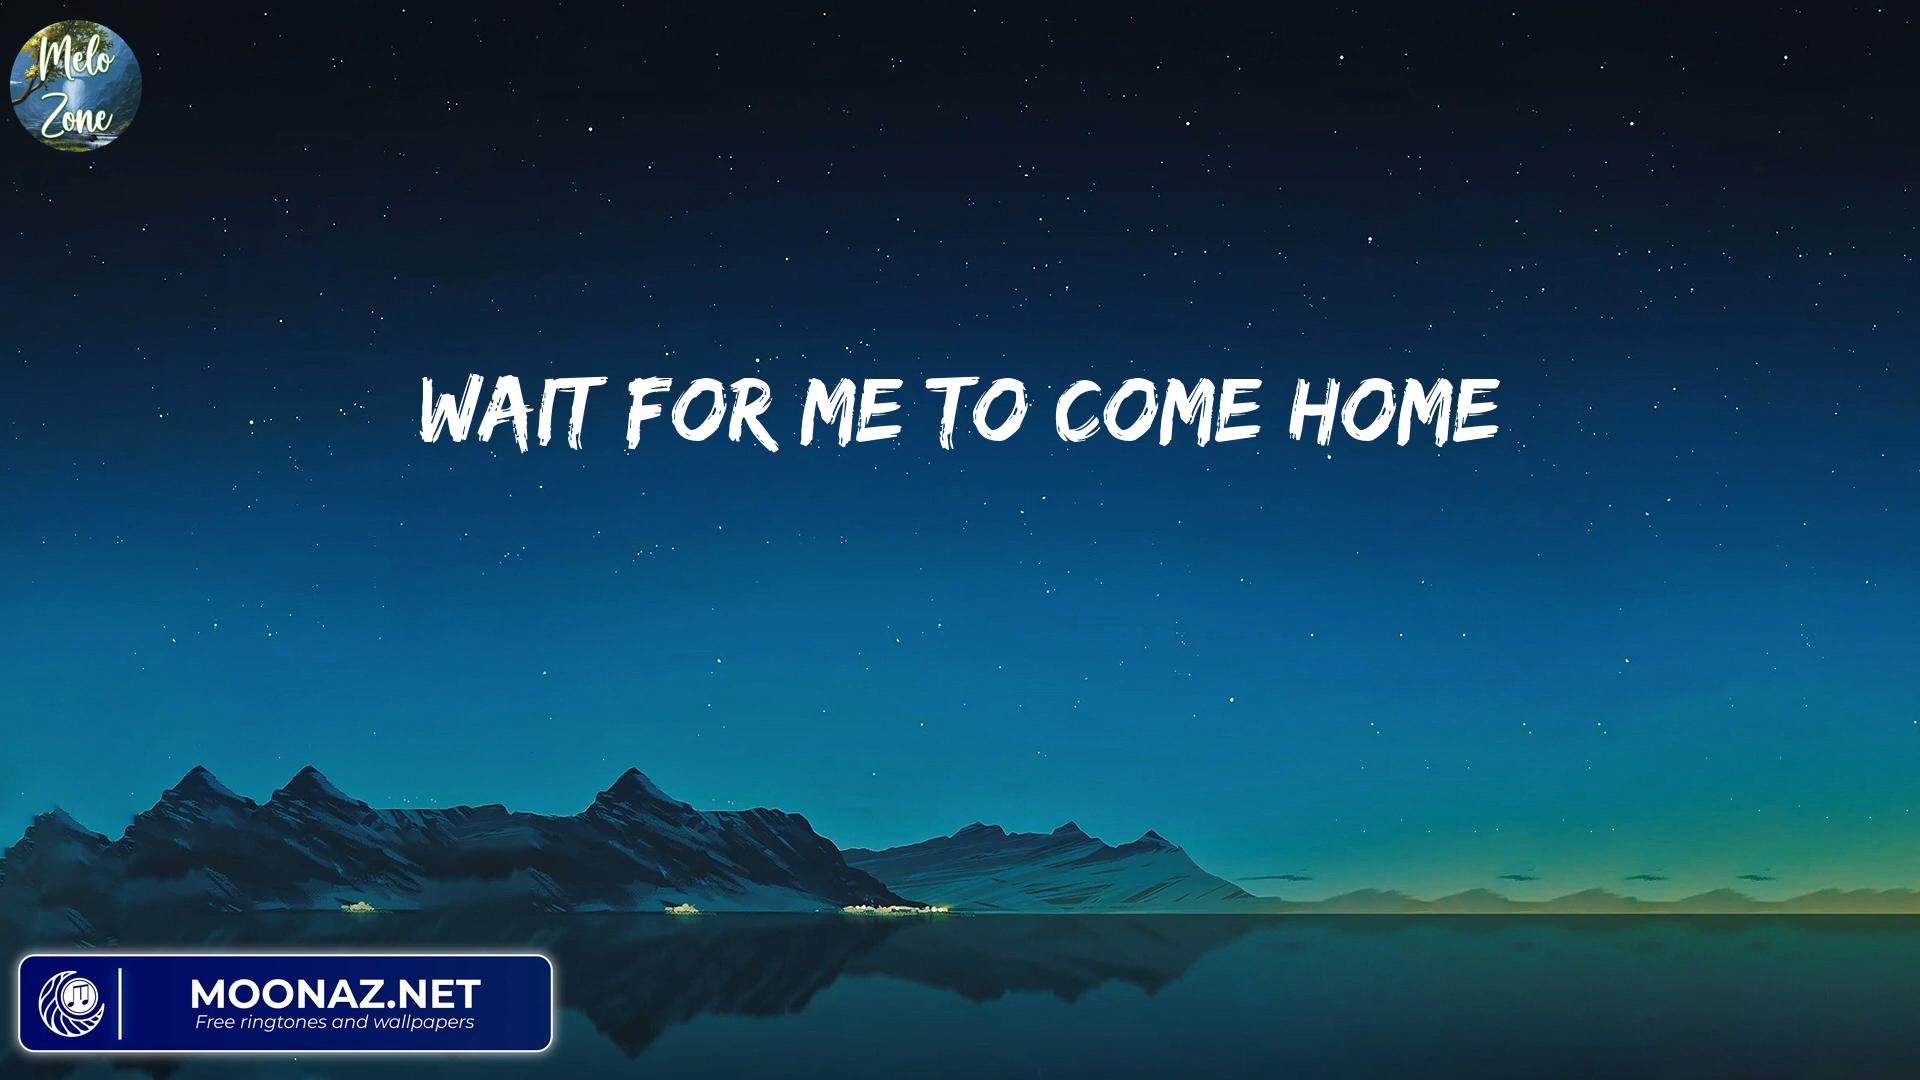 Melo
Zone
WAIT FOR ME TO COME HOME
MOONAZ.NET
Free ringtones and wallpapers